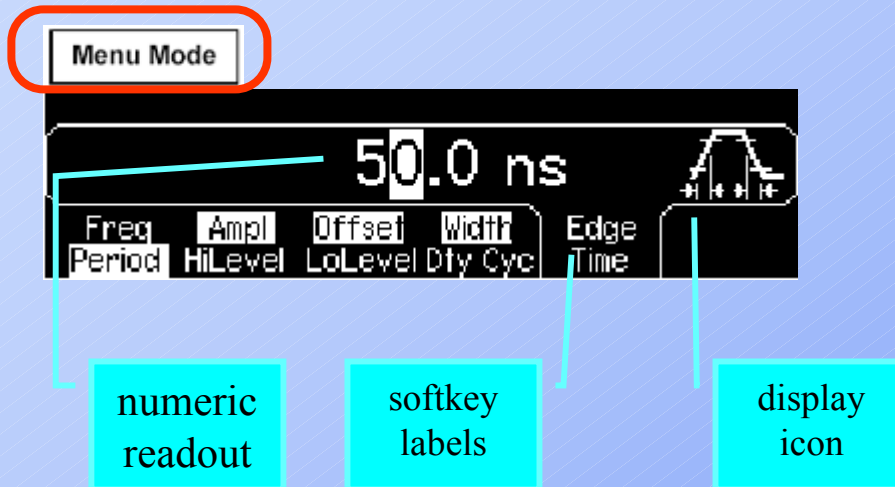 Menu Mode
50.0 ns
Freq Ampl Offset Width Edge
Period HiLevel LoLevel Dty Cyc Time
numeric readout
softkey labels
display icon